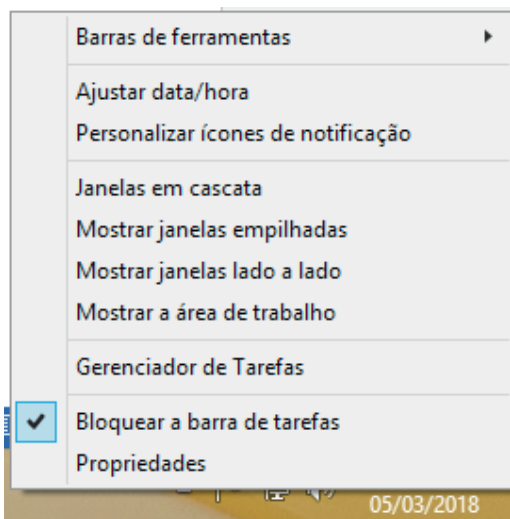 Barras de ferramentas
Ajustar data/hora
Personalizar ícones de notificação
Janelas em cascata
Mostrar janelas empilhadas
Mostrar janelas lado a lado
Mostrar a área de trabalho
Gerenciador de Tarefas
Bloquear a barra de tarefas
Propriedades
05/03/2018